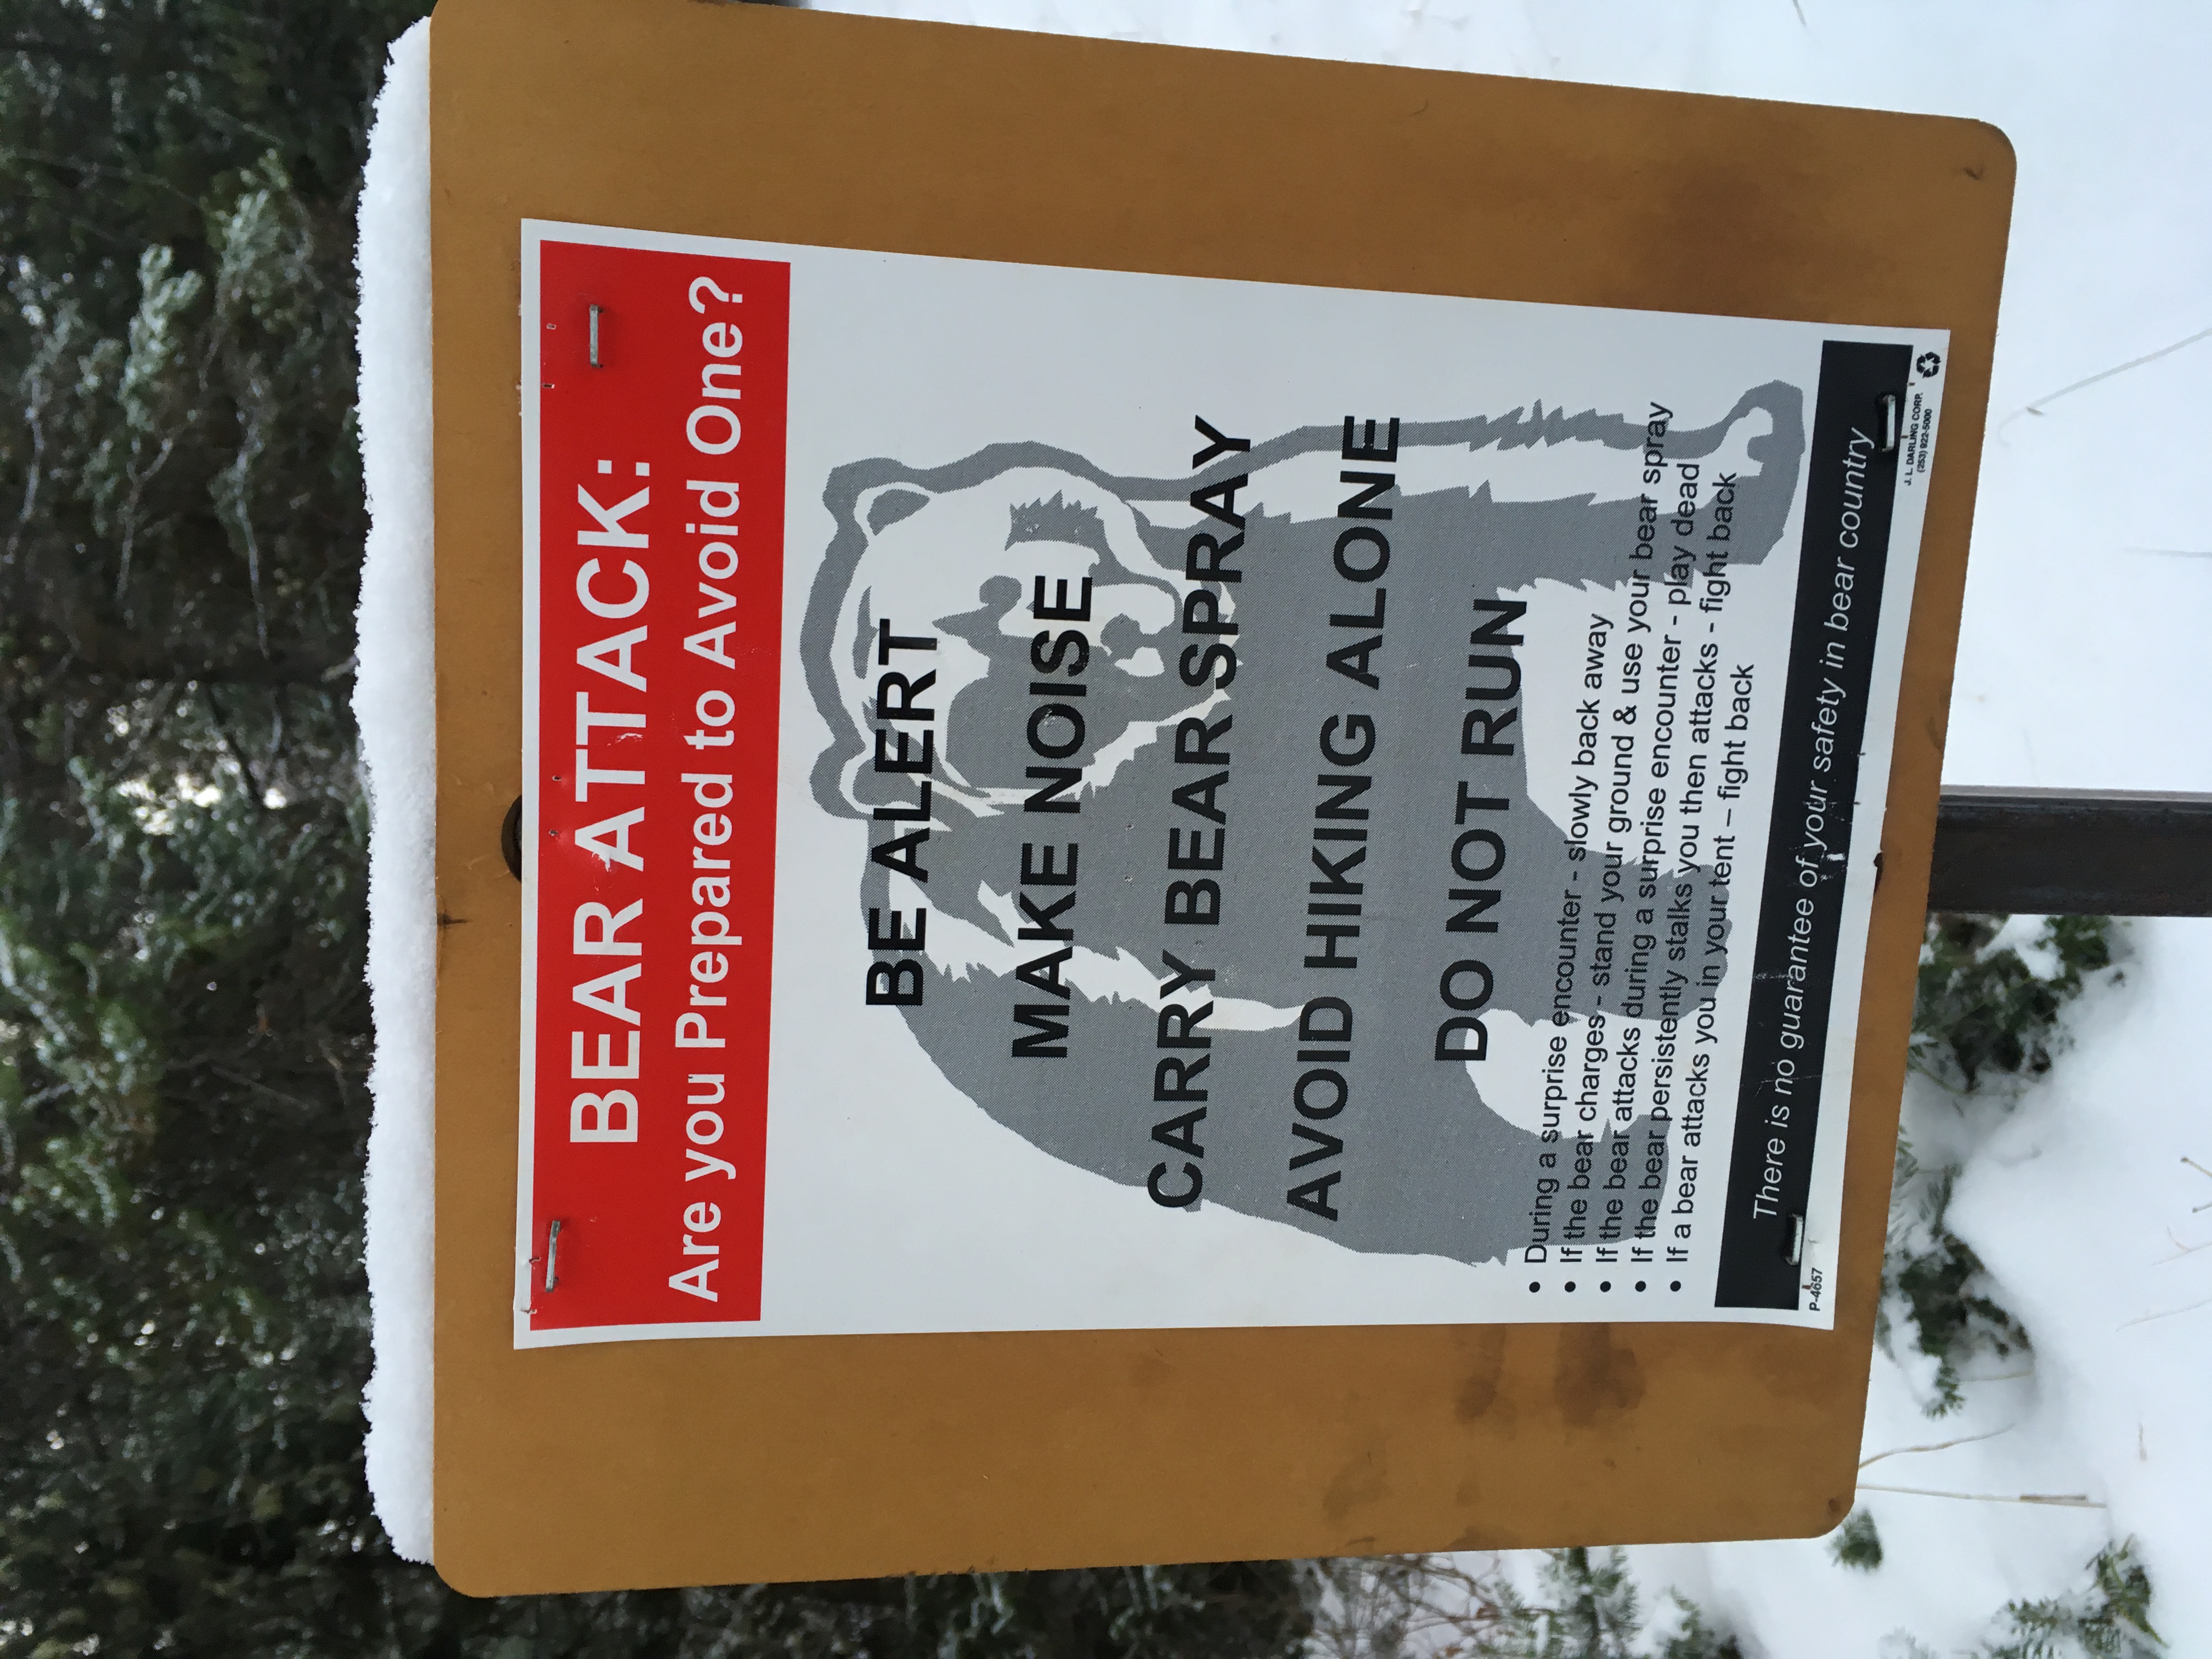 BEAR ATTACK:
Are you Prepared to Avoid One?
BE ALERT
MAKE NOISE
CARRY BEAR SPRAY
AVOID HIKING ALONE
DO NOT RUN
• During a surprise encounter - slowly back away
• If the bear charges - stand your ground & use your bear spray
• If the bear attacks during a surprise encounter - play dead
• If the bear persistently stalks you then attacks - fight back
• If a bear attacks you in your tent – fight back
There is no guarantee of your safety in bear country
P-4657
J. L. DARLING CORP.
(253) 922-5000